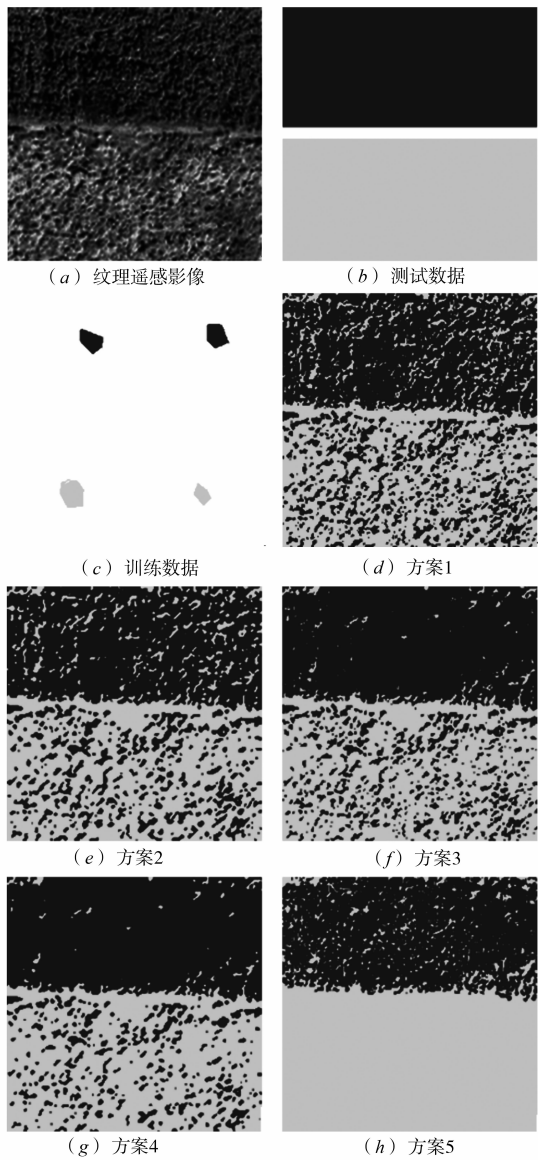 (a) 纹理遥感影像
(b) 测试数据
(c) 训练数据
(d) 方案1
(e) 方案2
(f) 方案3
(g) 方案4
(h) 方案5